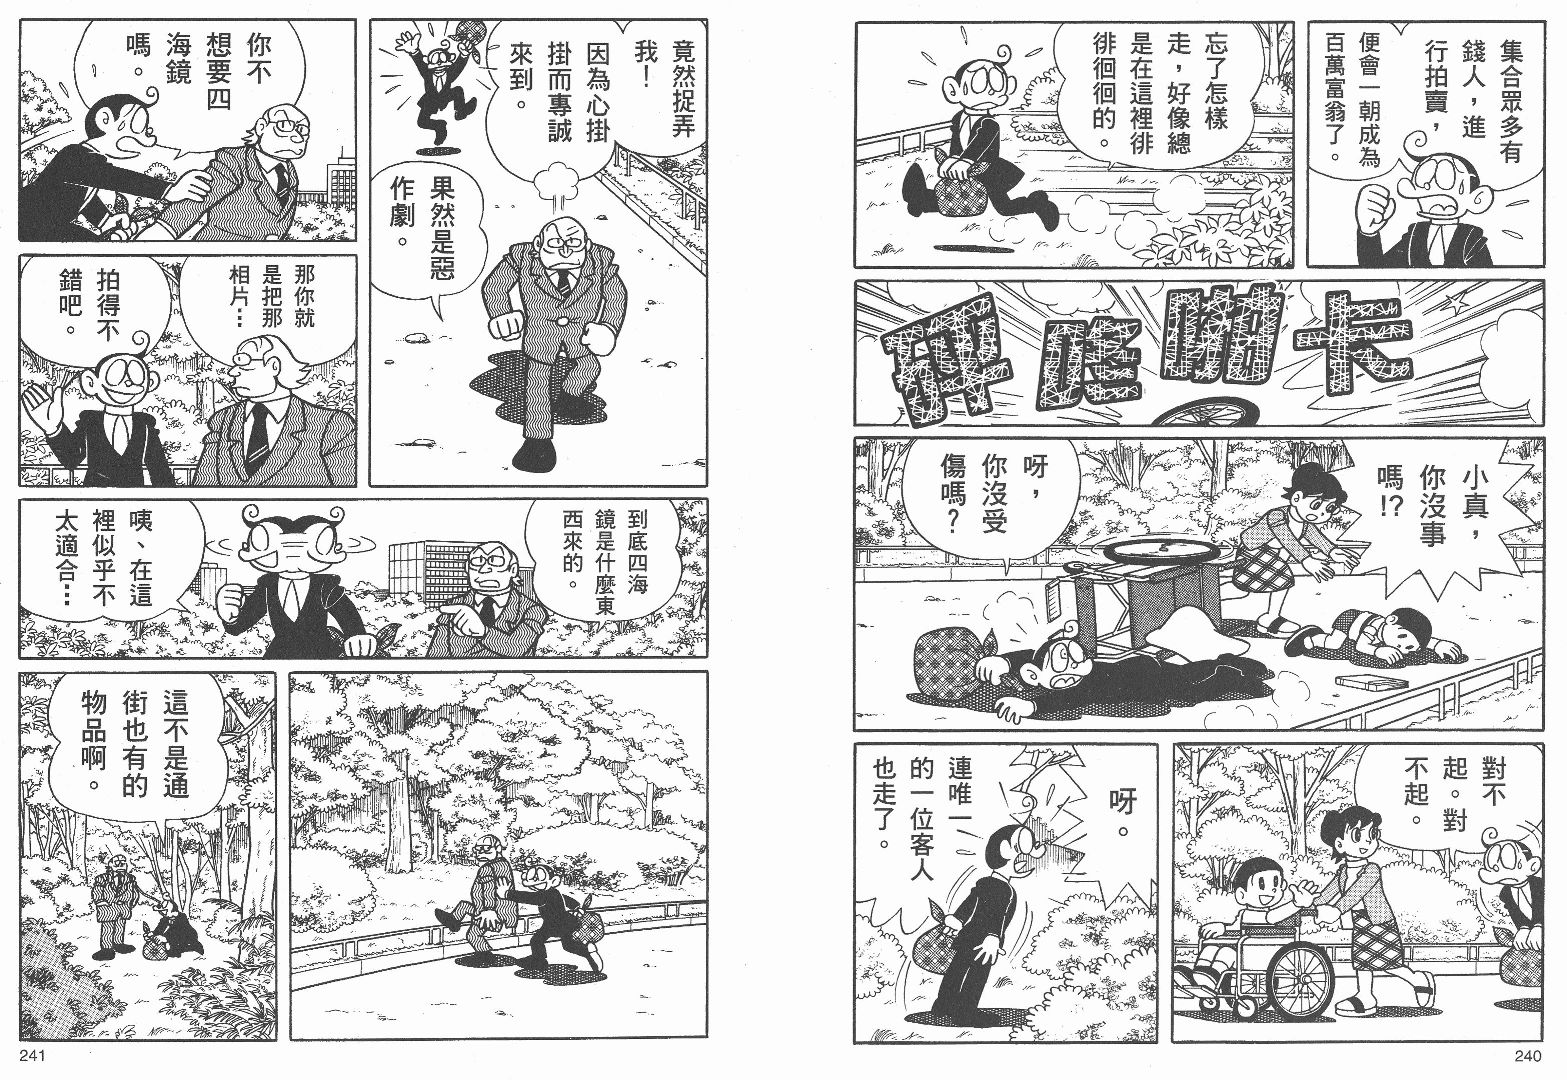 集合眾多有
錢人，進
行拍賣，
便會一朝成為
百萬富翁了。
忘了怎樣
走，好像總
是在這裡徘
徘徊徊的。
砰咚啪卡
小真，
你沒事
嗎!?
呀，
你沒受
傷嗎？
對不
起。對
不起。
呀。
連唯一
的一位客人
也走了。
240
竟然捉弄
我！
因為心掛
掛而專誠
來到。
果然是惡
作劇。
你不
想要四
海鏡
嗎。
那你就
是把那
相片…
拍得不
錯吧。
到底四海
鏡是什麼東
西來的。
咦、在這
裡似乎不
太適合…
這不是通
街也有的
物品啊。
241